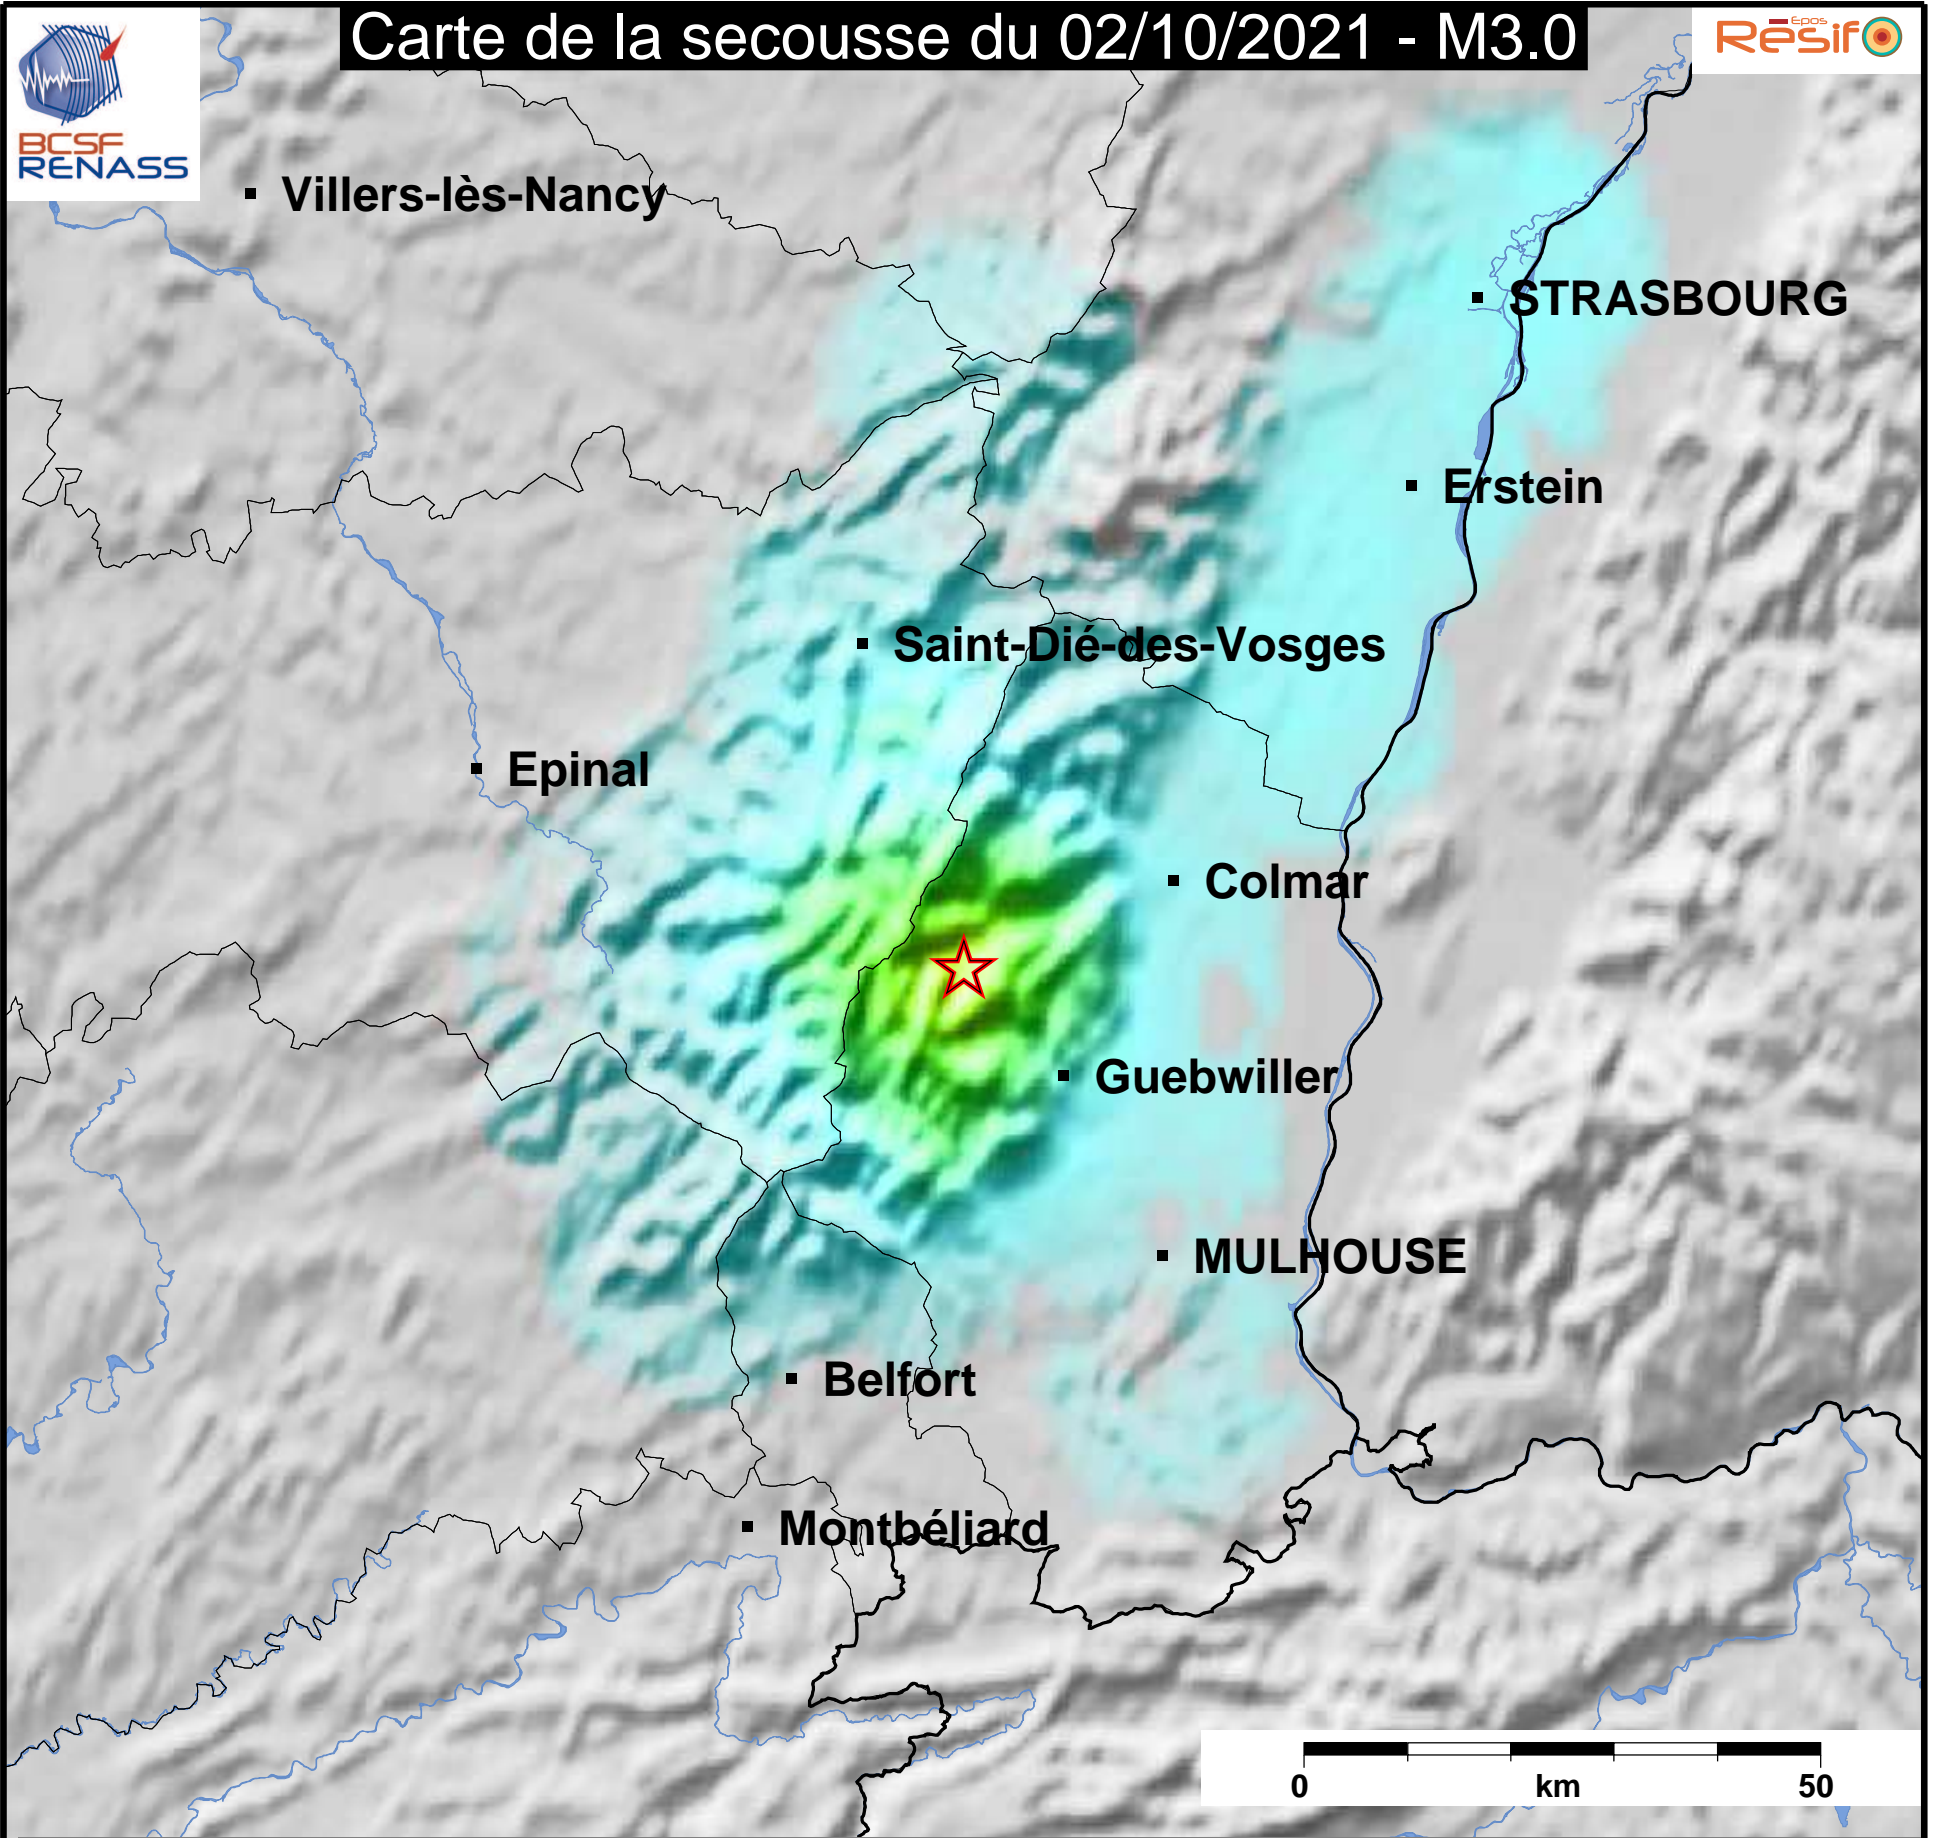 Carte de la secousse du 02/10/2021 - M3.0
Epos
Résif
BCSF
RENASS
Villers-lès-Nancy
STRASBOURG
Erstein
Saint-Dié-des-Vosges
Epinal
Colmar
Guebwiller
MULHOUSE
Belfort
Montbéliard
0 km 50